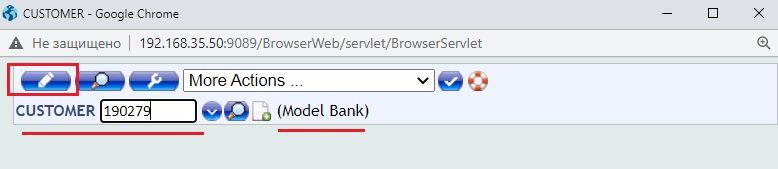 CUSTOMER - Google Chrome
Не защищено 192.168.35.50:9089/BrowserWeb/servlet/BrowserServlet
More Actions ...
CUSTOMER 190279 (Model Bank)